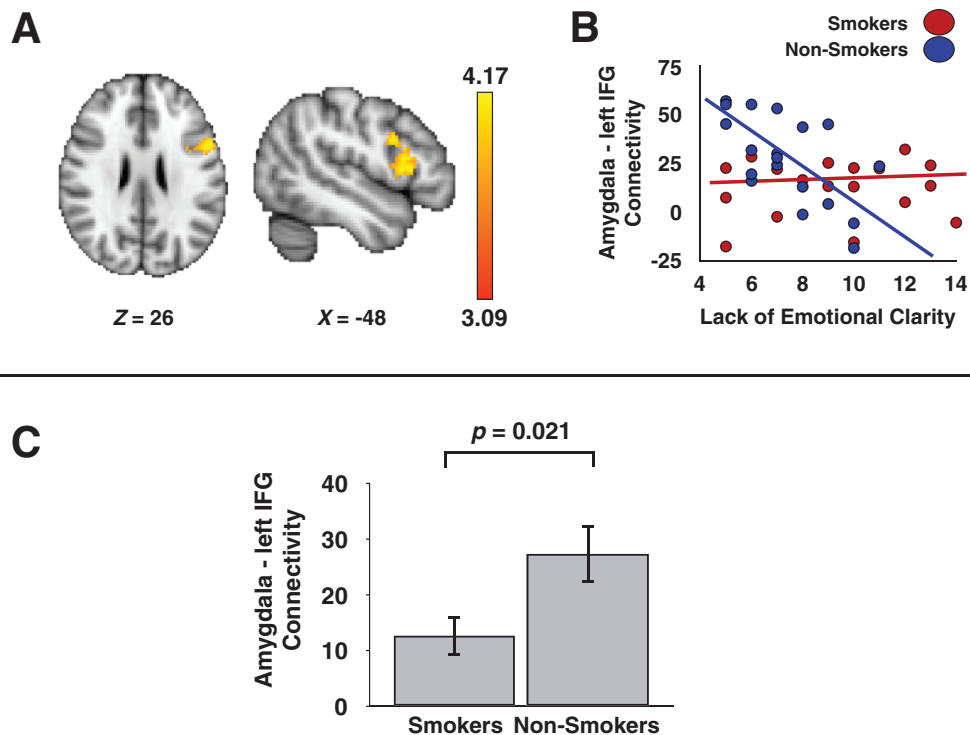 A
4.17
3.09
Z = 26
X = -48
B
Smokers
Non-Smokers
Amygdala - left IFG
Connectivity
75
50
25
0
-25
4 6 8 10 12 14
Lack of Emotional Clarity
C
p = 0.021
Amygdala - left IFG
Connectivity
40
30
20
10
0
Smokers Non-Smokers